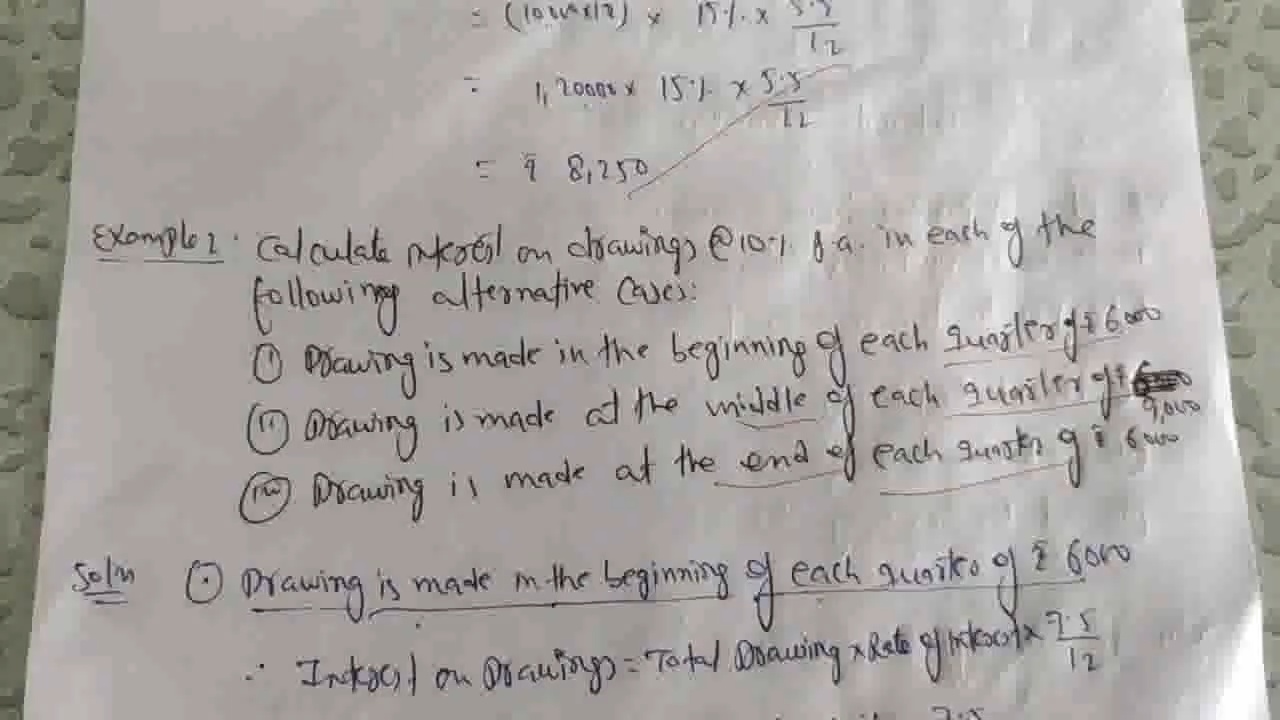 = (10000x12) x 15% x 5.5/12
= 1,20000 x 15% x 5.5/12
= ₹ 8,250
Example 2: Calculate interest on drawings @10% p.a. in each of the
following alternative cases:
(i) Drawing is made in the beginning of each quarter of ₹ 6000
(ii) Drawing is made at the middle of each quarter of ₹
9,000
(iii) Drawing is made at the end of each quarter of ₹ 6000
Soln (i) Drawing is made in the beginning of each quarter of ₹ 6000
∴ Interest on Drawings = Total Drawing x Rate of interest x 7.5/12
7.5